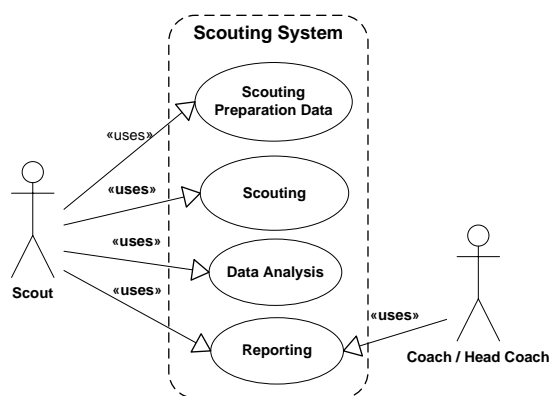 Scouting System
Scouting
Preparation Data
«uses»
«uses»
Scouting
«uses»
Data Analysis
Scout
«uses»
«uses»
Reporting
Coach / Head Coach